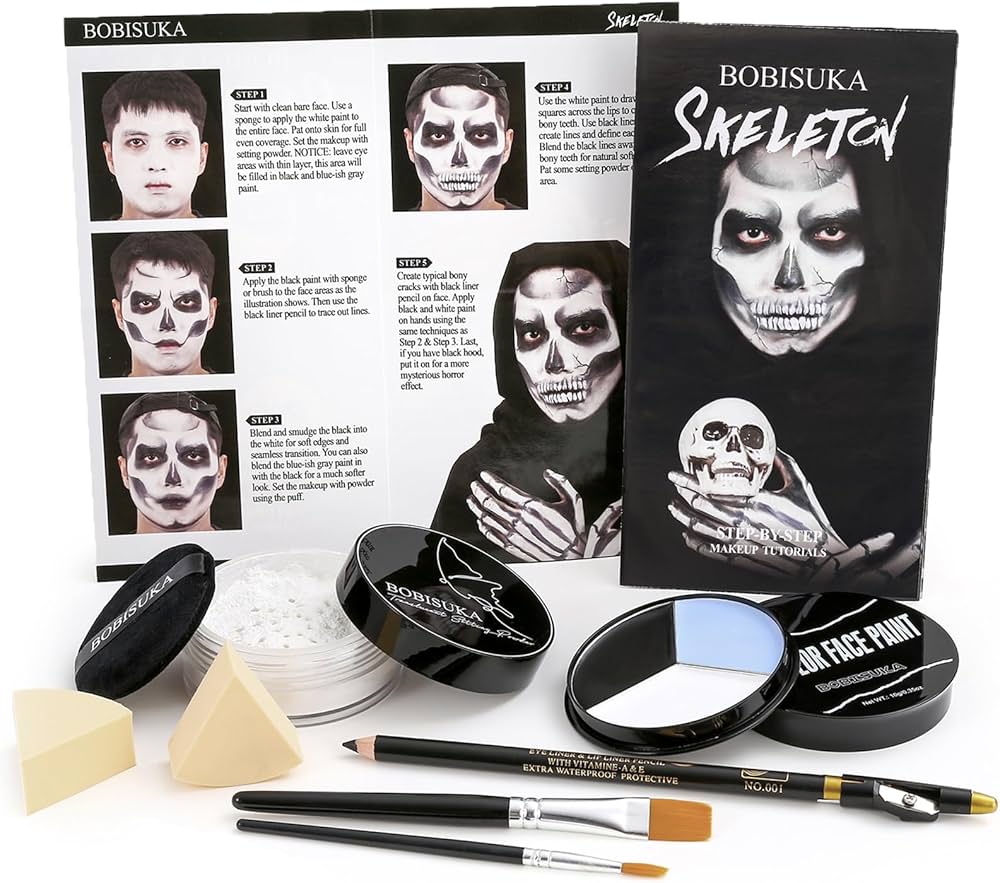 BOBISUKA
SKELETON
STEP 1
Start with clean bare face. Use a
sponge to apply the white paint to
the entire face. Pat onto skin for full
even coverage. Set the makeup with
setting powder. NOTICE: leave eye
areas with thin layer, this area will
be filled in black and blue-ish gray
paint.
STEP 2
Apply the black paint with sponge
or brush to the face areas as the
illustration shows. Then use the
black liner pencil to trace out lines.
STEP 3
Blend and smudge the black into
the white for soft edges and
seamless transition. You can also
blend the blue-ish gray paint in
with the black for a much softer
look. Set the makeup with powder
using the puff.
STEP 4
Use the white paint to
squares across the lips to
bony teeth. Use black
create lines and define
Blend the black lines
bony teeth for natural
Pat some setting powder
area.
STEP 5
Create typical bony
cracks with black liner
pencil on face. Apply
black and white paint
on hands using the
same techniques as
Step 2 & Step 3. Last,
if you have black hood,
put it on for a more
mysterious horror
effect.
BOBISUKA
SKELETON
STEP-BY-STEP
MAKEUP TUTORIALS
BOBISUKA
BOBISUKA
Translucent Setting Powder
FACE PAINT
BOBISUKA
Net WT.: 10g/0.35oz
EYE LINER & LIP LINER PENCIL
WITH VITAMINE-A & E
EXTRA WATERPROOF PROTECTIVE
NO.001